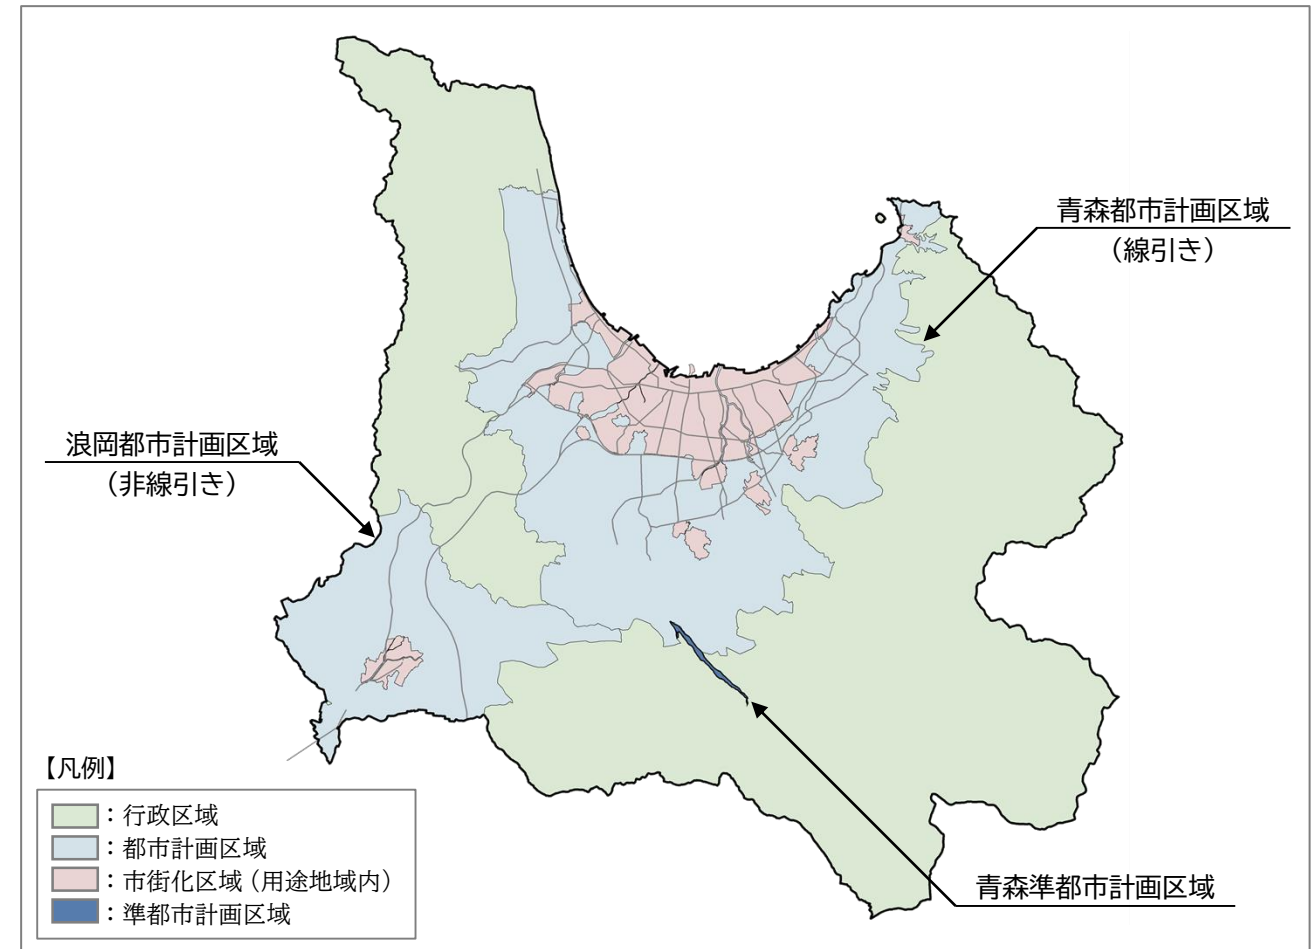 青森都市計画区域
（線引き）
浪岡都市計画区域
（非線引き）
【凡例】
：行政区域
：都市計画区域
：市街化区域（用途地域内）
：準都市計画区域
青森準都市計画区域